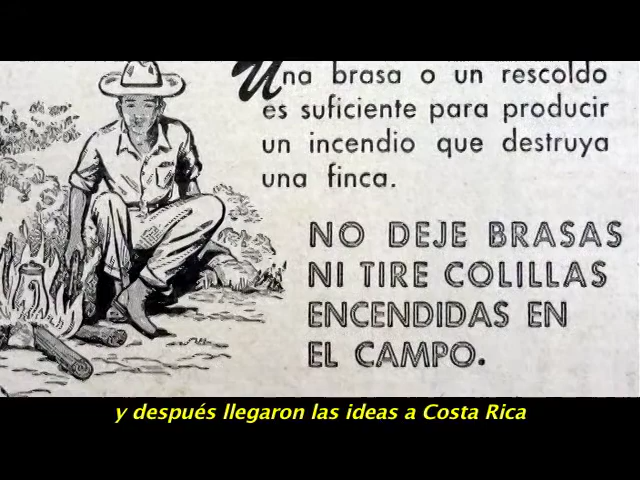 Una brasa o un rescoldo
es suficiente para producir
un incendio que destruya
una finca.
NO DEJE BRASAS
NI TIRE COLILLAS
ENCENDIDAS EN
EL CAMPO.
y después llegaron las ideas a Costa Rica